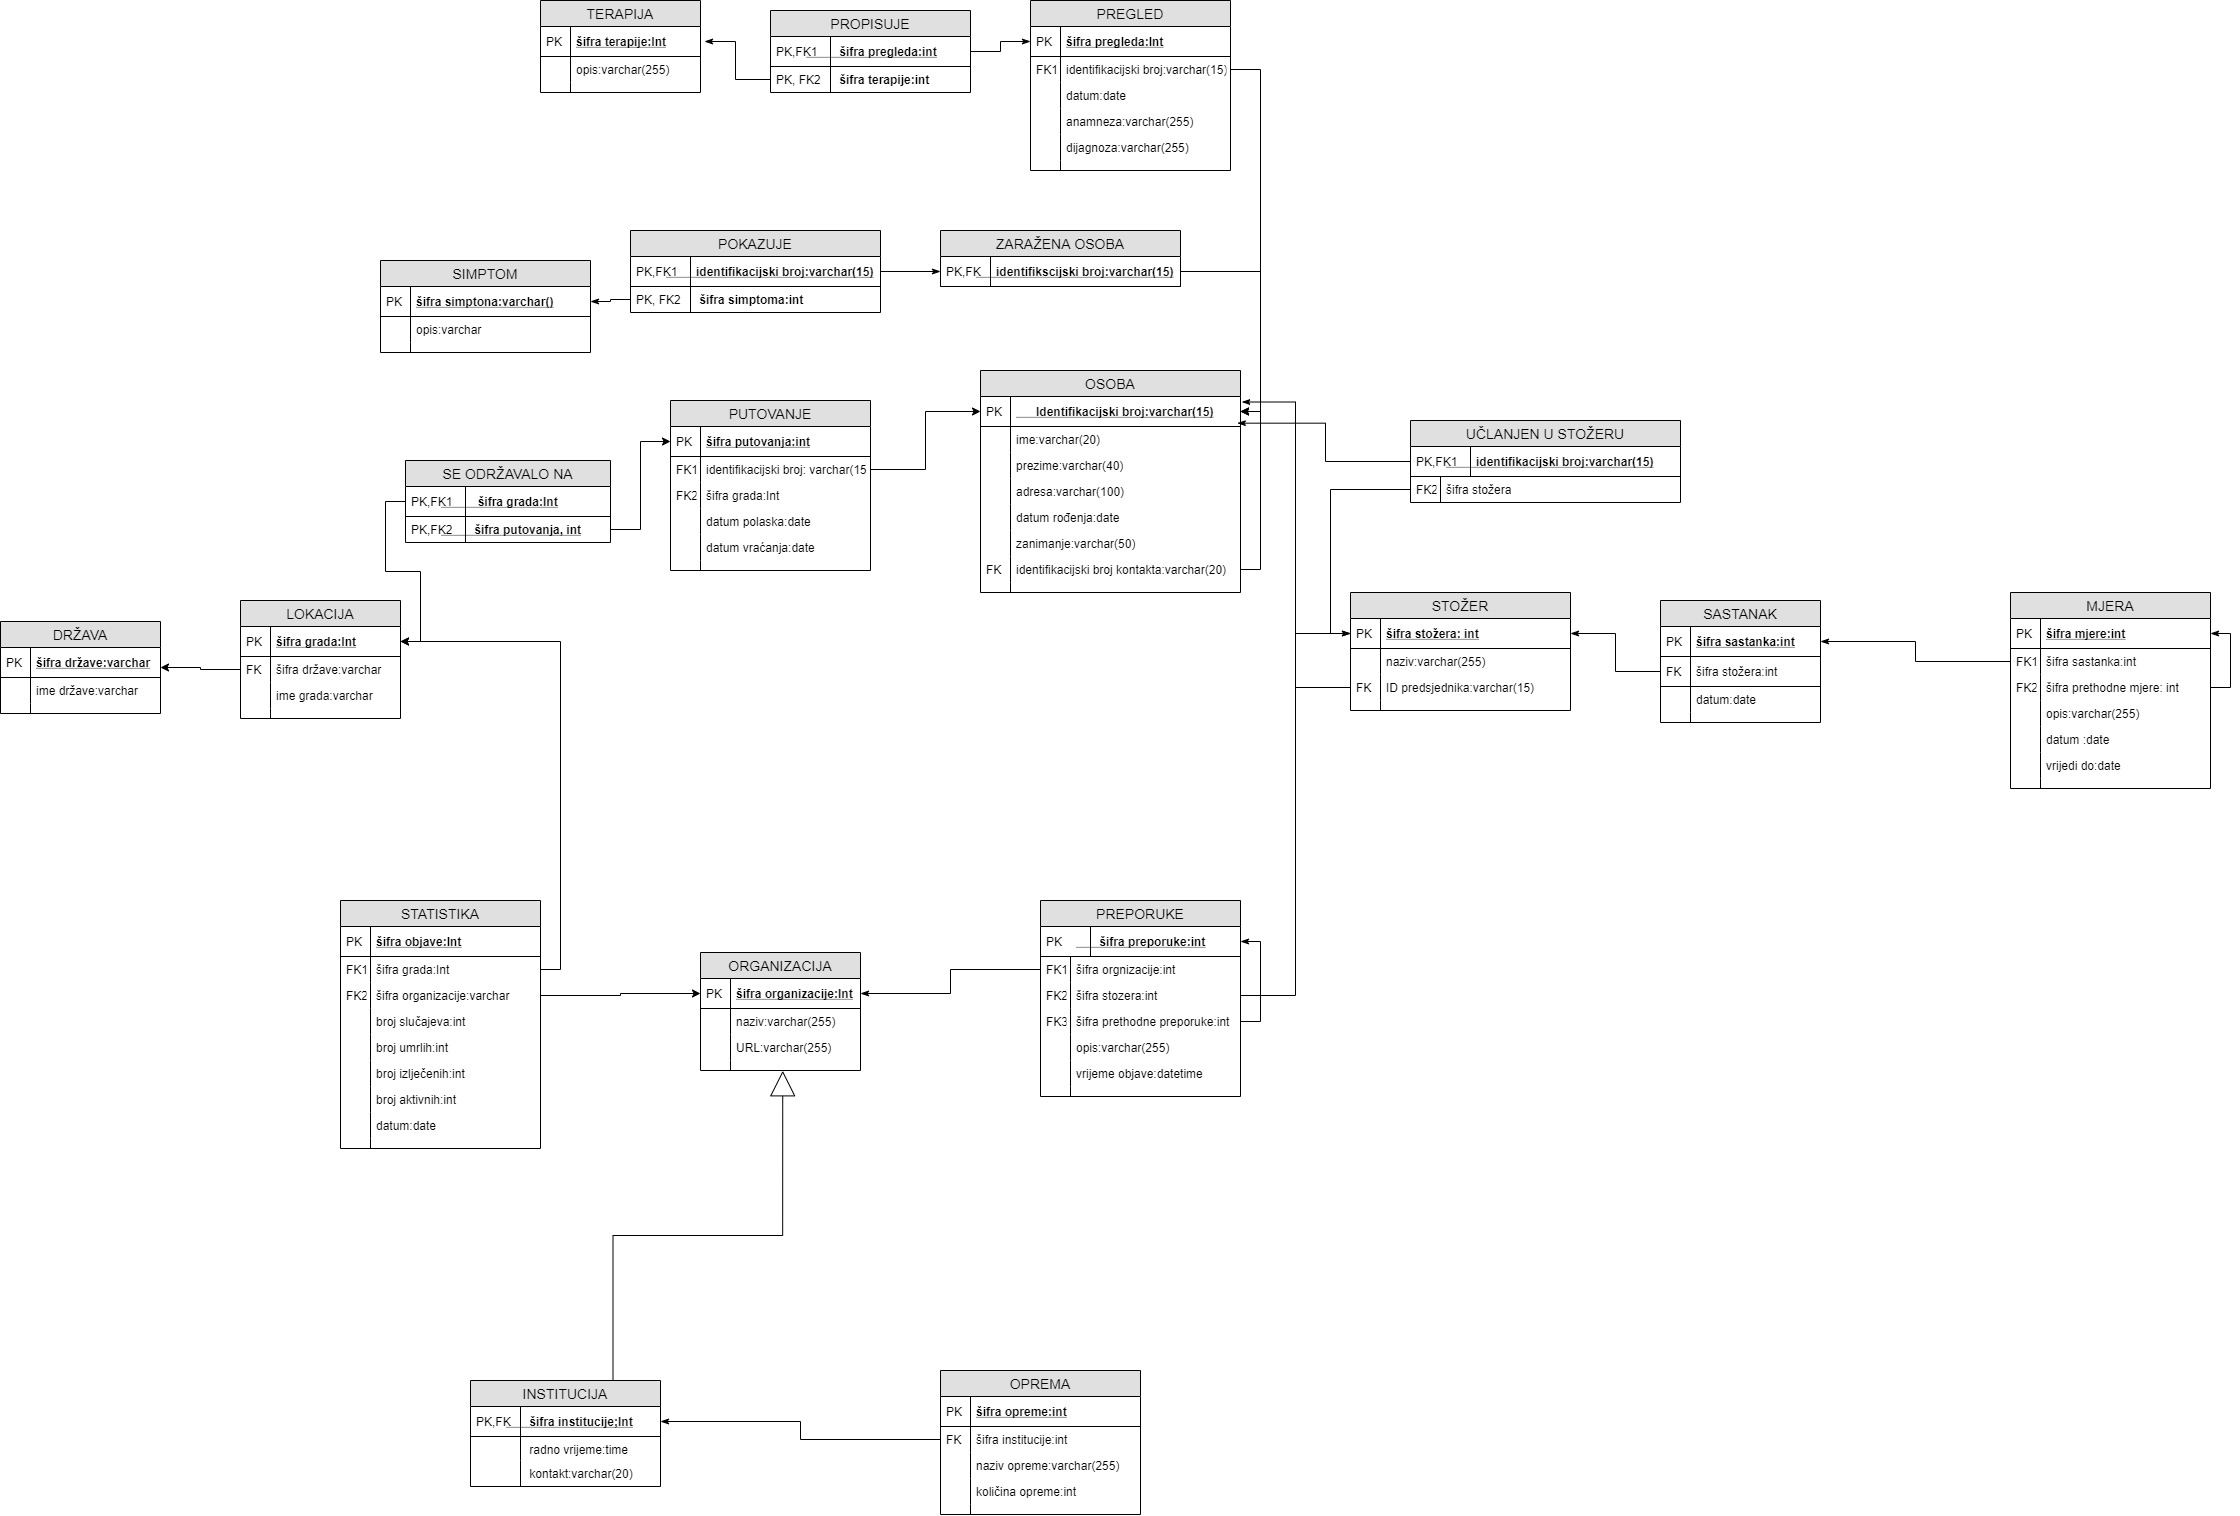 TERAPIJA
PK šifra terapije:Int
opis:varchar(255)
PROPISUJE
PK,FK1 šifra pregleda:int
PK, FK2 šifra terapije:int
PREGLED
PK šifra pregleda:Int
FK1 identifikacijski broj:varchar(15)
datum:date
anamneza:varchar(255)
dijagnoza:varchar(255)
SIMPTOM
PK šifra simptona:varchar()
opis:varchar
POKAZUJE
PK,FK1 identifikacijski broj:varchar(15)
PK, FK2 šifra simptoma:int
ZARAŽENA OSOBA
PK,FK identifikscijski broj:varchar(15)
OSOBA
PK Identifikacijski broj:varchar(15)
ime:varchar(20)
prezime:varchar(40)
adresa:varchar(100)
datum rođenja:date
zanimanje:varchar(50)
FK identifikacijski broj kontakta:varchar(20)
PUTOVANJE
PK šifra putovanja:int
FK1 identifikacijski broj: varchar(15
FK2 šifra grada:Int
datum polaska:date
datum vraćanja:date
SE ODRŽAVALO NA
PK,FK1 šifra grada:Int
PK,FK2 šifra putovanja, int
UČLANJEN U STOŽERU
PK,FK1 identifikacijski broj:varchar(15)
FK2 šifra stožera
DRŽAVA
PK šifra države:varchar
ime države:varchar
LOKACIJA
PK šifra grada:Int
FK šifra države:varchar
ime grada:varchar
STOŽER
PK šifra stožera: int
naziv:varchar(255)
FK ID predsjednika:varchar(15)
SASTANAK
PK šifra sastanka:int
FK šifra stožera:int
datum:date
MJERA
PK šifra mjere:int
FK1 šifra sastanka:int
FK2 šifra prethodne mjere: int
opis:varchar(255)
datum :date
vrijedi do:date
STATISTIKA
PK šifra objave:Int
FK1 šifra grada:Int
FK2 šifra organizacije:varchar
broj slučajeva:int
broj umrlih:int
broj izlječenih:int
broj aktivnih:int
datum:date
ORGANIZACIJA
PK šifra organizacije:Int
naziv:varchar(255)
URL:varchar(255)
PREPORUKE
PK šifra preporuke:int
FK1 šifra orgnizacije:int
FK2 šifra stozera:int
FK3 šifra prethodne preporuke:int
opis:varchar(255)
vrijeme objave:datetime
INSTITUCIJA
PK,FK šifra institucije;Int
radno vrijeme:time
kontakt:varchar(20)
OPREMA
PK šifra opreme:int
FK šifra institucije:int
naziv opreme:varchar(255)
količina opreme:int